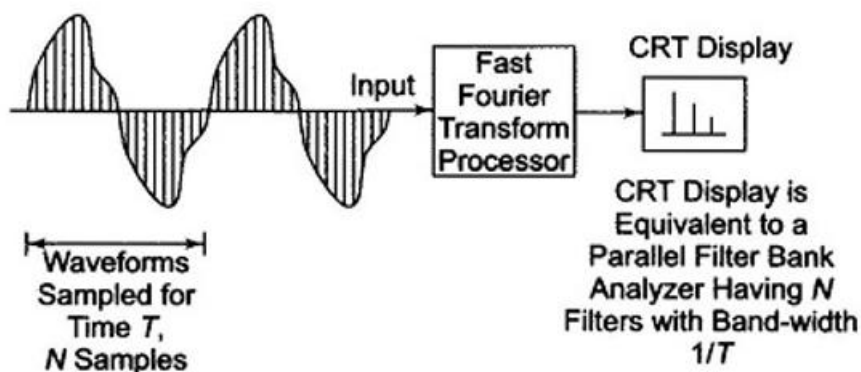 Input
Fast
Fourier
Transform
Processor
CRT Display
CRT Display is
Equivalent to a
Parallel Filter Bank
Analyzer Having N
Filters with Band-width
1/T
Waveforms
Sampled for
Time T,
N Samples